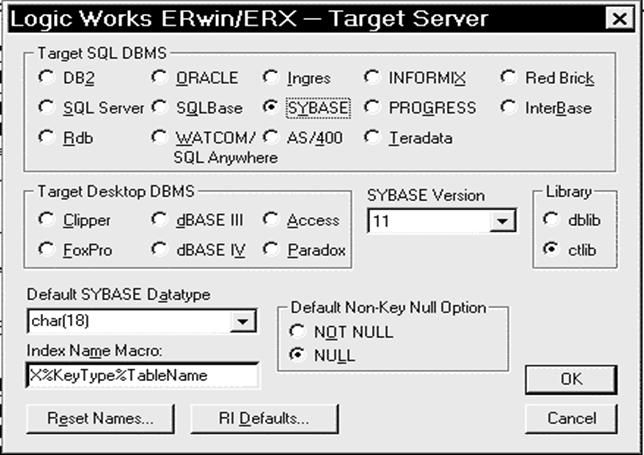 Logic Works ERwin/ERX — Target Server
Target SQL DBMS
DB2 ORACLE Ingres INFORMIX Red Brick
SQL Server SQLBase SYBASE PROGRESS InterBase
Rdb WATCOM/ AS/400 Teradata
SQL Anywhere
Target Desktop DBMS
Clipper dBASE III Access
FoxPro dBASE IV Paradox
SYBASE Version
11
Library
dblib
ctlib
Default SYBASE Datatype
char(18)
Default Non-Key Null Option
NOT NULL
NULL
Index Name Macro:
X%KeyType%TableName
OK
Reset Names... RI Defaults... Cancel